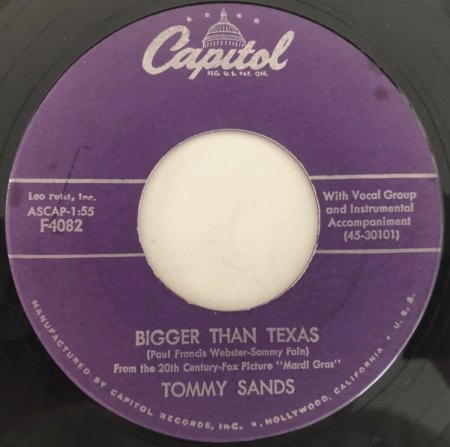 Capitol
REG. U.S. PAT. OFF.
Leo Feist, Inc.
ASCAP-1:55
F4082
With Vocal Group
and Instrumental
Accompaniment
(45-30101)
BIGGER THAN TEXAS
(Paul Francis Webster-Sammy Fain)
From the 20th Century-Fox Picture "Mardi Gras"
TOMMY SANDS
MANUFACTURED BY CAPITOL RECORDS, INC. HOLLYWOOD, CALIFORNIA U.S.A.